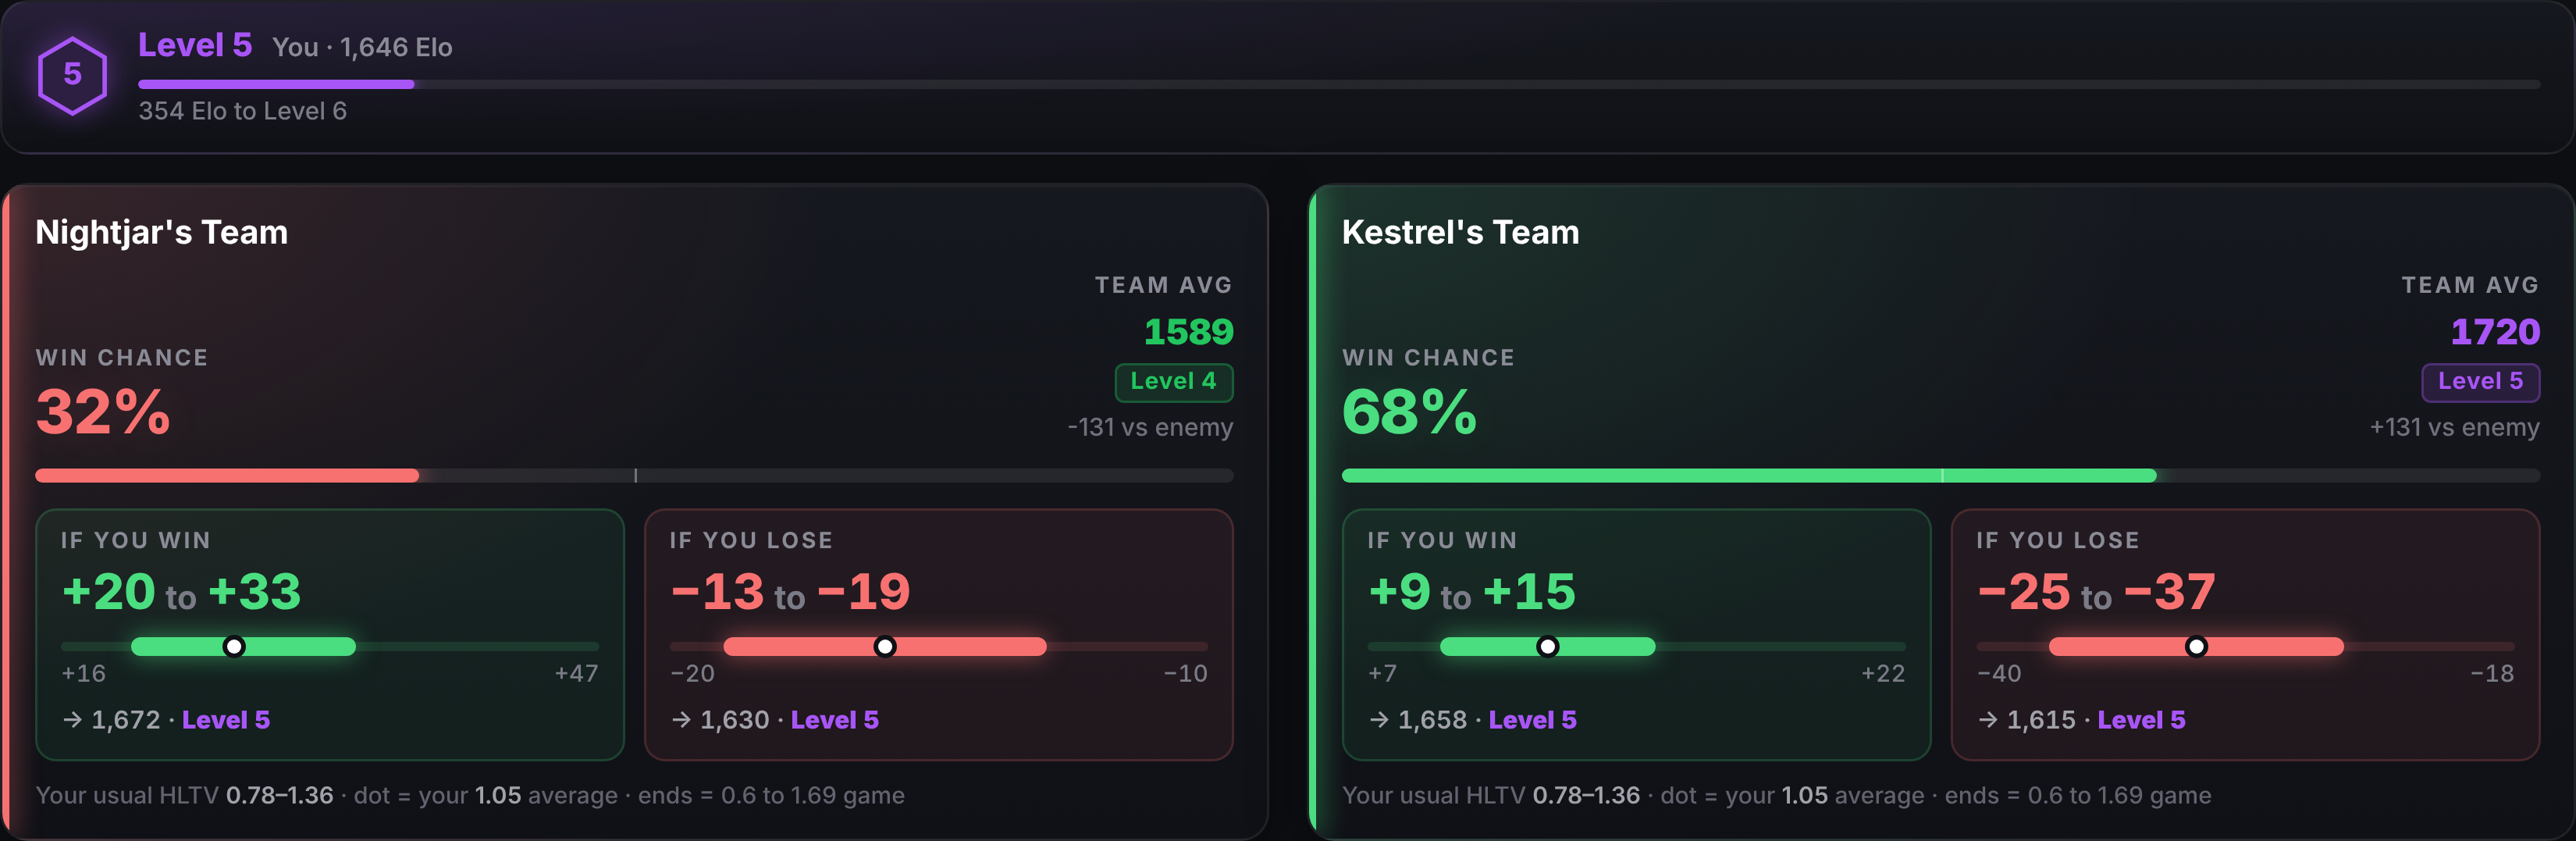 5
Level 5 You · 1,646 Elo
354 Elo to Level 6
Nightjar's Team
TEAM AVG
1589
Level 4
-131 vs enemy
WIN CHANCE
32%
IF YOU WIN
+20 to +33
+16 +47
→ 1,672 · Level 5
IF YOU LOSE
−13 to −19
−20 −10
→ 1,630 · Level 5
Your usual HLTV 0.78–1.36 · dot = your 1.05 average · ends = 0.6 to 1.69 game
Kestrel's Team
TEAM AVG
1720
Level 5
+131 vs enemy
WIN CHANCE
68%
IF YOU WIN
+9 to +15
+7 +22
→ 1,658 · Level 5
IF YOU LOSE
−25 to −37
−40 −18
→ 1,615 · Level 5
Your usual HLTV 0.78–1.36 · dot = your 1.05 average · ends = 0.6 to 1.69 game